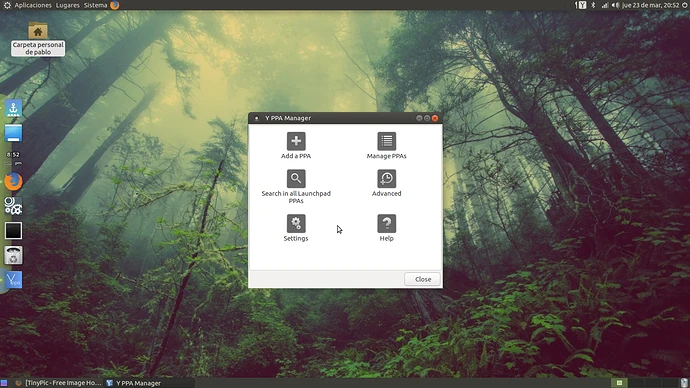 Aplicaciones Lugares Sistema
jue 23 de mar, 20:52
Carpeta personal
de pablo
8:52
Y PPA Manager
Add a PPA
Manage PPAs
Search in all Launchpad
PPAs
Advanced
Settings
Help
Close
[TinyPic - Free Image Ho...
Y PPA Manager